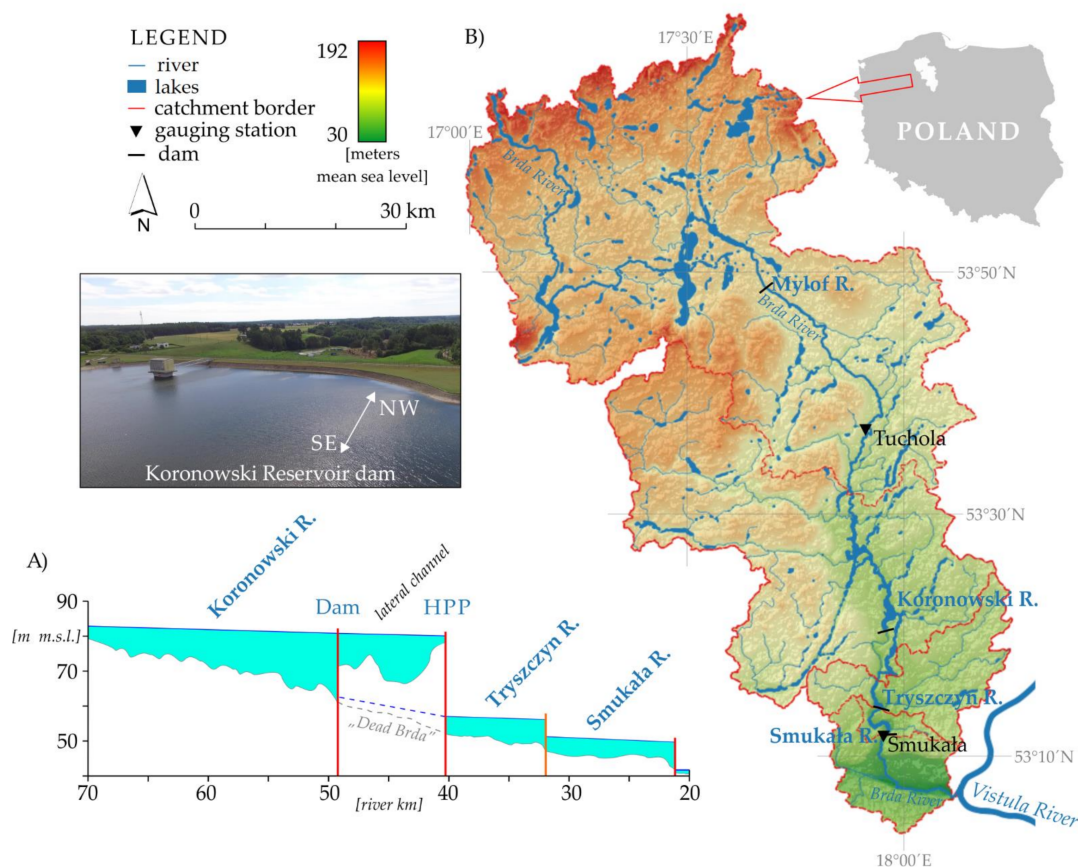 LEGEND
river
lakes
catchment border
gauging station
dam
192
30
[meters
mean sea level]
N
0
30 km
NW
SE
Koronowski Reservoir dam
B)
17°30´E
17°00´E
POLAND
Brda River
53°50´N
Mylof R.
Brda River
Tuchola
53°30´N
Koronowski R.
Tryszczyn R.
Smukała R.
Smukała
53°10´N
Brda River
Vistula River
18°00´E
A)
Koronowski R.
Dam
lateral channel
HPP
Tryszczyn R.
Smukała R.
90
[m m.s.l.]
70
50
„Dead Brda"
70
60
50
40
30
20
[river km]